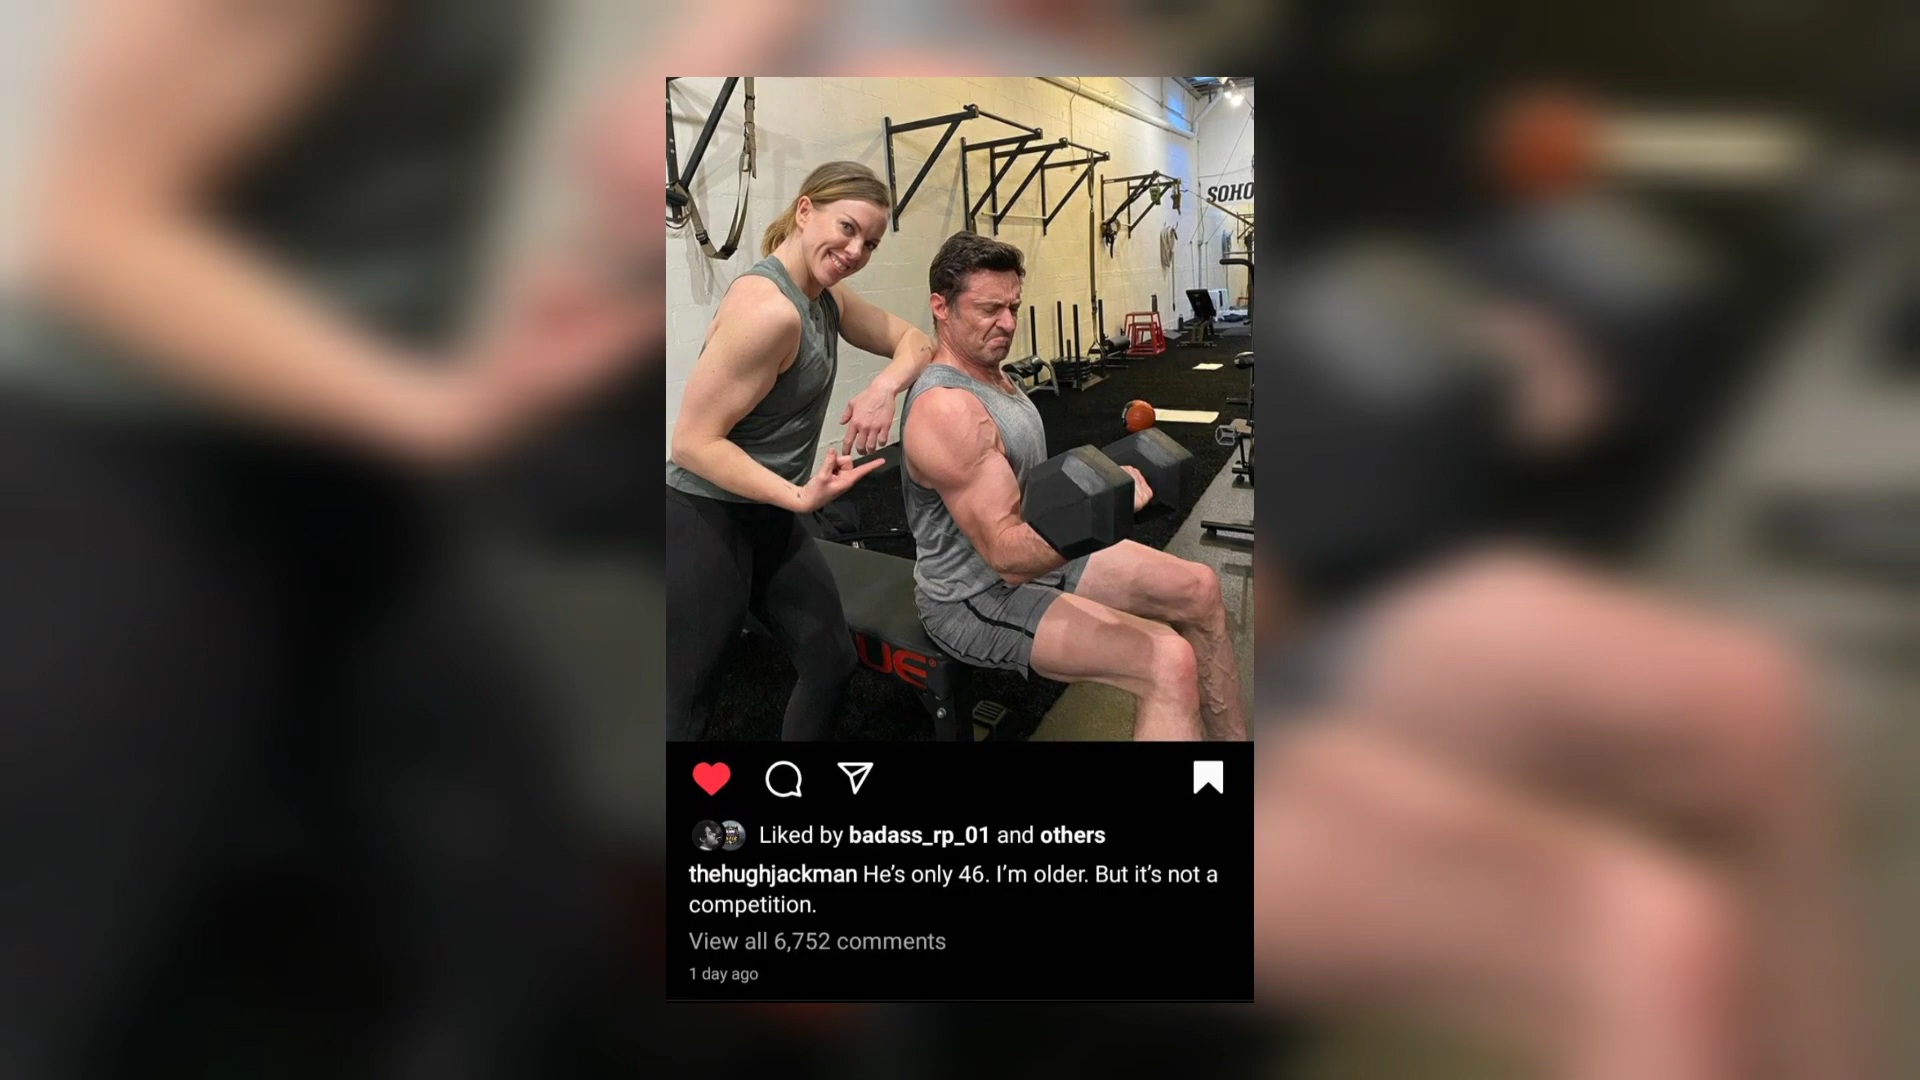 SOHO
UE
Liked by badass_rp_01 and others
thehughjackman He's only 46. I'm older. But it's not a
competition.
View all 6,752 comments
1 day ago